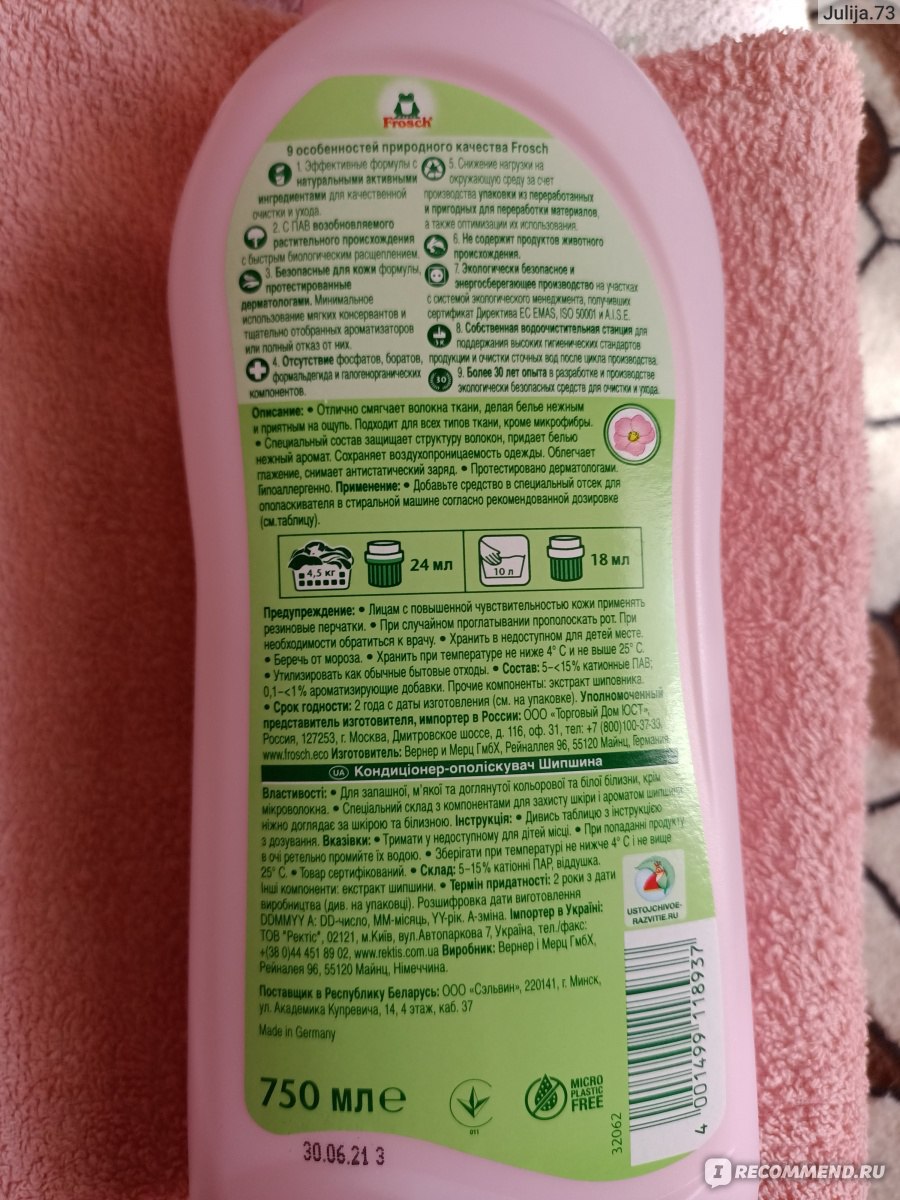 Julija.73
Frosch
9 особенностей природного качества Frosch
1. Эффективные формулы с
натуральными активными
ингредиентами для качественной
очистки и ухода.
2. С ПАВ возобновляемого
растительного происхождения
с быстрым биологическим расщеплением.
3. Безопасные для кожи формулы,
протестированные
дерматологами. Минимальное
использование мягких консервантов и
тщательно отобранных ароматизаторов
или полный отказ от них.
4. Отсутствие фосфатов, боратов,
формальдегида и галогенорганических
компонентов.
5. Снижение нагрузки на
окружающую среду за счет
производства упаковки из переработанных
и пригодных для переработки материалов,
а также оптимизации их использования.
6. Не содержит продуктов животного
происхождения.
7. Экологически безопасное и
энергосберегающее производство на участках
с системой экологического менеджмента, получивших
сертификат Директива ЕС EMAS, ISO 50001 и A.I.S.E.
8. Собственная водоочистительная станция для
поддержания высоких гигиенических стандартов
продукции и очистки сточных вод после цикла производства.
30
9. Более 30 лет опыта в разработке и производстве
экологически безопасных средств для очистки и ухода.
Описание: • Отлично смягчает волокна ткани, делая белье нежным
и приятным на ощупь. Подходит для всех типов ткани, кроме микрофибры.
• Специальный состав защищает структуру волокон, придает белью
нежный аромат. Сохраняет воздухопроницаемость одежды. Облегчает
глажение, снимает антистатический заряд. • Протестировано дерматологами.
Гипоаллергенно. Применение: • Добавьте средство в специальный отсек для
ополаскивателя в стиральной машине согласно рекомендованной дозировке
(см.таблицу).
4,5 кг 24 мл 10 л 18 мл
Предупреждение: • Лицам с повышенной чувствительностью кожи применять
резиновые перчатки. • При случайном проглатывании прополоскать рот. При
необходимости обратиться к врачу. • Хранить в недоступном для детей месте.
• Беречь от мороза. • Хранить при температуре не ниже 4° С и не выше 25° С.
• Утилизировать как обычные бытовые отходы. • Состав: 5–<15% катионные ПАВ;
0,1–<1% ароматизирующие добавки. Прочие компоненты: экстракт шиповника.
• Срок годности: 2 года с даты изготовления (см. на упаковке). Уполномоченный
представитель изготовителя, импортер в России: ООО «Торговый Дом ЮСТ»,
Россия, 127253, г. Москва, Дмитровское шоссе, д. 116, оф. 31, тел: +7 (800)100-37-33,
www.frosch.eco Изготовитель: Вернер и Мерц ГмбХ, Рейналлея 96, 55120 Майнц, Германия
UA Кондиціонер-ополіскувач Шипшина
Властивості: • Для запашної, м'якої та доглянутої кольорової та білої білизни, крім
мікроволокна. • Спеціальний склад з компонентами для захисту шкіри і ароматом шипшини
ніжно доглядає за шкірою та білизною. Інструкція: • Дивись таблицю з інструкцією
з дозування. Вказівки: • Тримати у недоступному для дітей місці. • При попаданні продукту
в очі ретельно промийте їх водою. • Зберігати при температурі не нижче 4° С і не вище
25° С. • Товар сертифікований. • Склад: 5–15% катіонні ПАР, віддушка.
Інші компоненти: екстракт шипшини. • Термін придатності: 2 роки з дати
виробництва (див. на упаковці). Розшифровка дати виготовлення
DDMMYY А: DD-число, ММ-місяць, YY-рік. А-зміна. Імпортер в Україні:
ТОВ "Ректіс", 02121, м.Київ, вул.Автопаркова 7, Україна, тел./факс:
+(38 0)44 451 89 02, www.rektis.com.ua Виробник: Вернер і Мерц ГмбХ,
Рейналея 96, 55120 Майнц, Німеччина.
USTOJCHIVOE-
RAZVITIE.RU
Поставщик в Республику Беларусь: ООО «Сэльвин», 220141, г. Минск,
ул. Академика Купревича, 14, 4 этаж, каб. 37
Made in Germany
750 мл e
011
MICRO
PLASTIC
FREE
32062
4 001499 118937
30.06.21 3
IRECOMMEND.RU